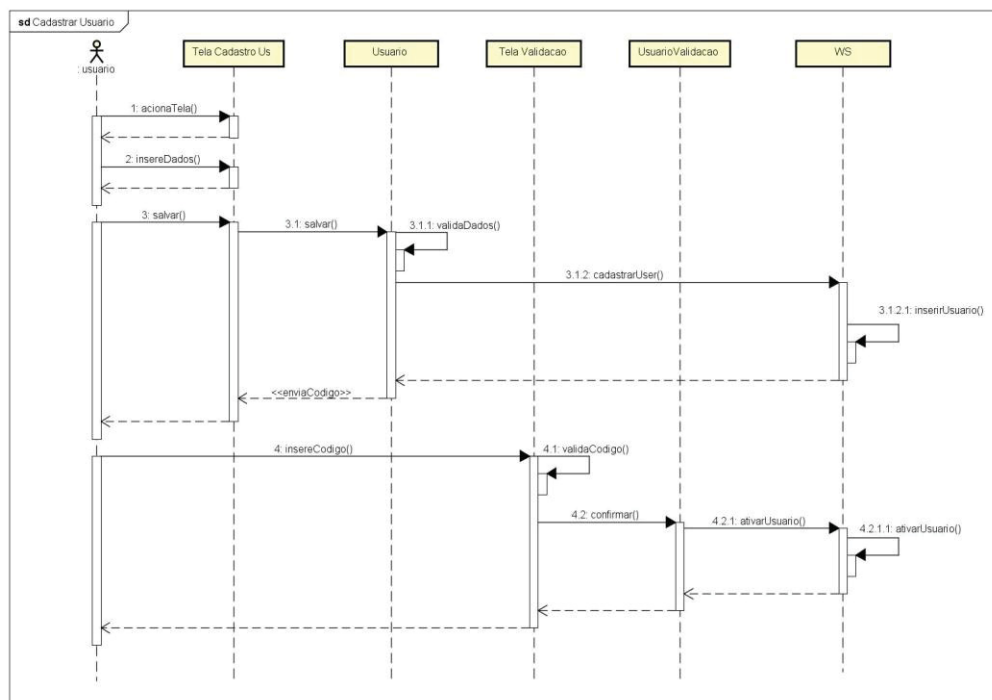 sd Cadastrar Usuario
: usuario
Tela Cadastro Us
Usuario
Tela Validacao
UsuarioValidacao
WS
1: acionaTela()
2: insereDados()
3: salvar()
3.1: salvar()
3.1.1: validaDados()
3.1.2: cadastrarUser()
3.1.2.1: inserirUsuario()
<<enviaCodigo>>
4: insereCodigo()
4.1: validaCodigo()
4.2: confirmar()
4.2.1: ativarUsuario()
4.2.1.1: ativarUsuario()